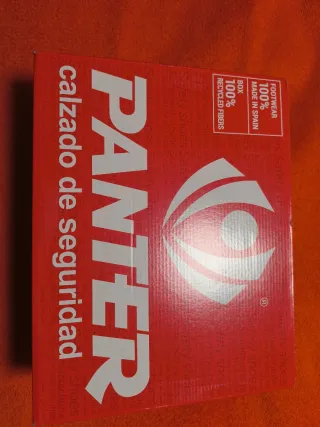 FOOTWEAR
100%
MADE IN SPAIN
BOX
100%
RECYCLED FIBERS
®
PANTER
calzado de seguridad